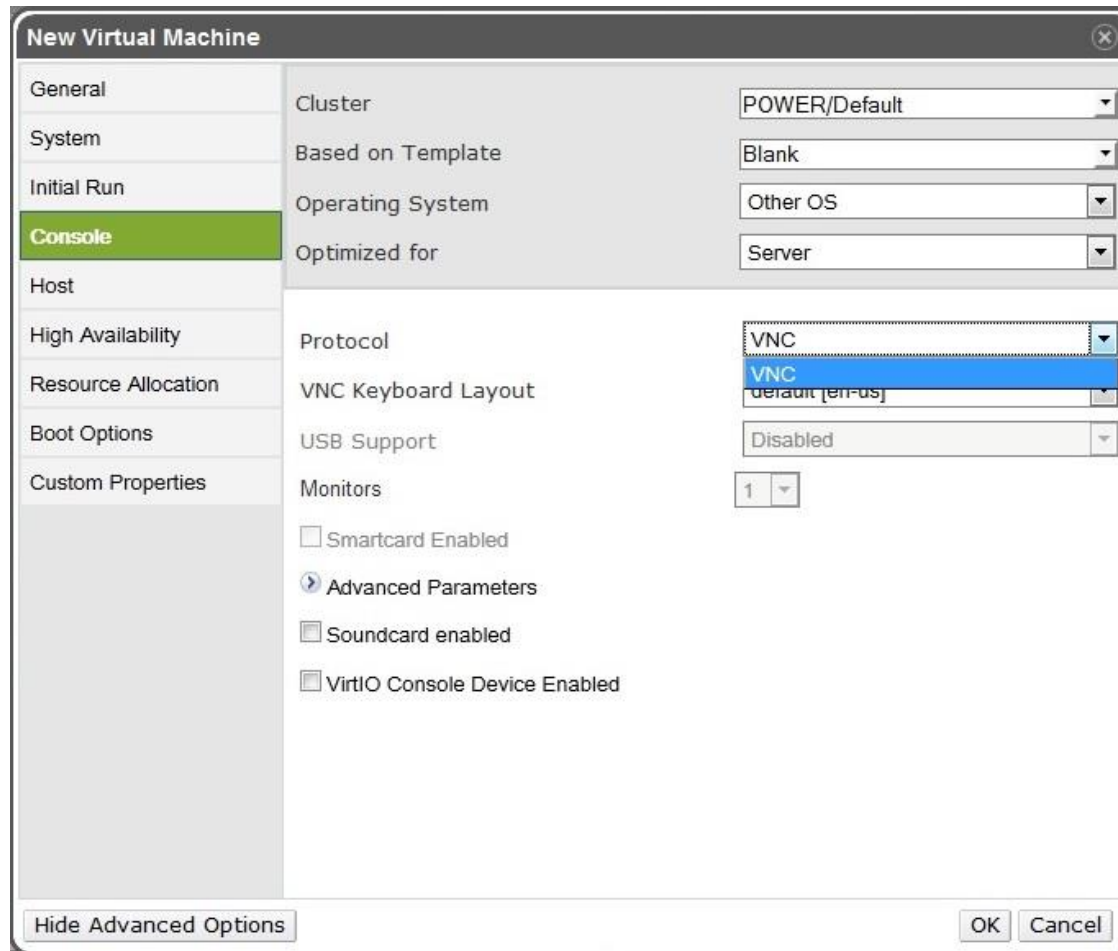 New Virtual Machine
General
System
Initial Run
Console
Host
High Availability
Resource Allocation
Boot Options
Custom Properties
Cluster POWER/Default
Based on Template Blank
Operating System Other OS
Optimized for Server
Protocol VNC
VNC
VNC Keyboard Layout default [en-us]
USB Support Disabled
Monitors 1
Smartcard Enabled
Advanced Parameters
Soundcard enabled
VirtIO Console Device Enabled
Hide Advanced Options OK Cancel